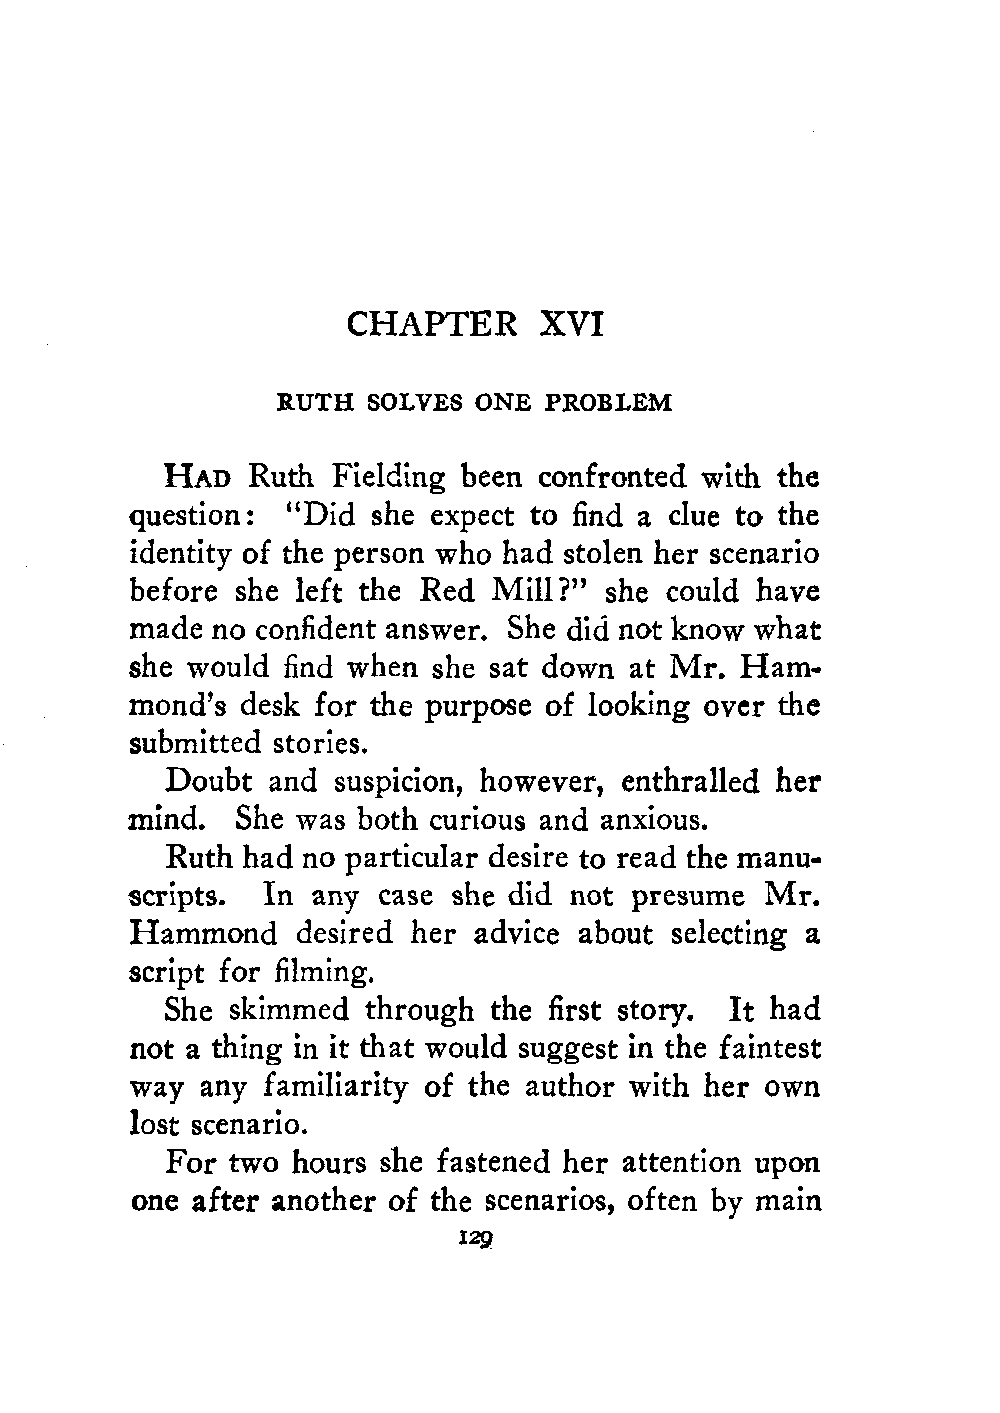 CHAPTER XVI
RUTH SOLVES ONE PROBLEM
HAD Ruth Fielding been confronted with the
question: "Did she expect to find a clue to the
identity of the person who had stolen her scenario
before she left the Red Mill?" she could have
made no confident answer. She did not know what
she would find when she sat down at Mr. Ham-
mond's desk for the purpose of looking over the
submitted stories.
Doubt and suspicion, however, enthralled her
mind. She was both curious and anxious.
Ruth had no particular desire to read the manu-
scripts. In any case she did not presume Mr.
Hammond desired her advice about selecting a
script for filming.
She skimmed through the first story. It had
not a thing in it that would suggest in the faintest
way any familiarity of the author with her own
lost scenario.
For two hours she fastened her attention upon
one after another of the scenarios, often by main
129